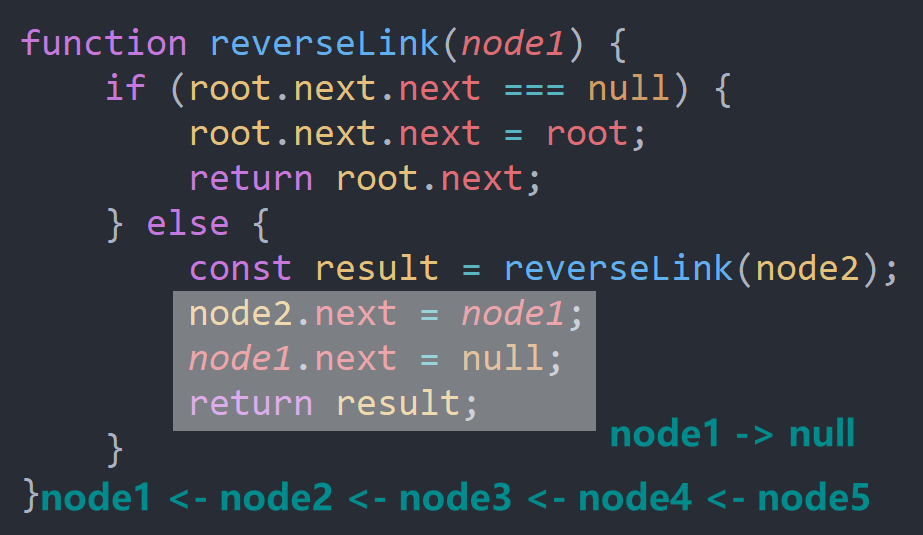 function reverseLink(node1) {
    if (root.next.next === null) {
        root.next.next = root;
        return root.next;
    } else {
        const result = reverseLink(node2);
        node2.next = node1;
        node1.next = null;
        return result;
    }
node1 -> null
}
node1 <- node2 <- node3 <- node4 <- node5